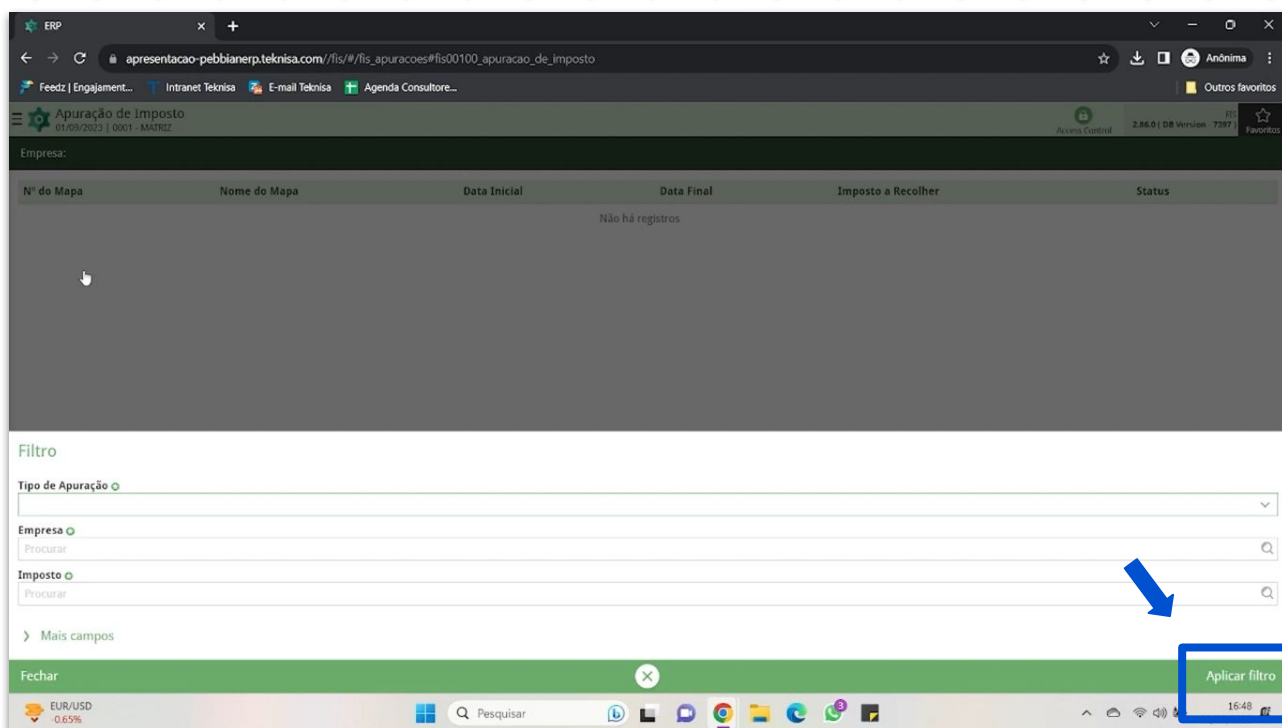 ERP
apresentacao-pebbianerp.teknisa.com//fis/#/fis_apuracoes#fis00100_apuracao_de_imposto
Anônima
Feedz | Engajament... Intranet Teknisa E-mail Teknisa Agenda Consultore... Outros favoritos
Apuração de Imposto
01/09/2023 | 0001 - MATRIZ
Access Control
FIS
2.86.0 ( DB Version - 7397 )
Favoritos
Empresa:
Nº do Mapa Nome do Mapa Data Inicial Data Final Imposto a Recolher Status
Não há registros
Filtro
Tipo de Apuração
Empresa
Procurar
Imposto
Procurar
Mais campos
Fechar Aplicar filtro
EUR/USD
-0.65%
Pesquisar
3
16:48